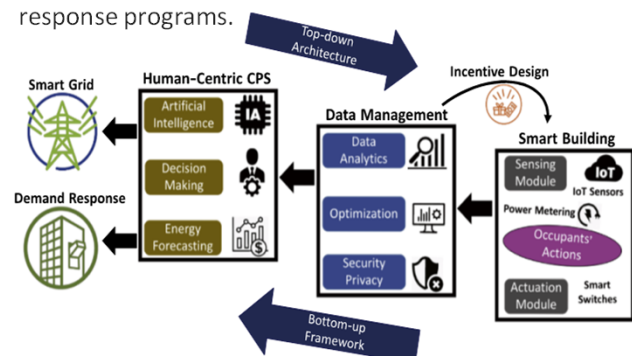 response programs.
Top-down
Architecture
Smart Grid
Human-Centric CPS
Incentive Design
Artificial
Intelligence
IA
Data Management
Smart Building
Data
Analytics
Sensing
Module
IoT
IoT Sensors
Decision
Making
Optimization
Power Metering
Demand Response
Occupants'
Actions
Energy
Forecasting
$
Security
Privacy
Actuation
Module
Smart
Switches
Bottom-up
Framework